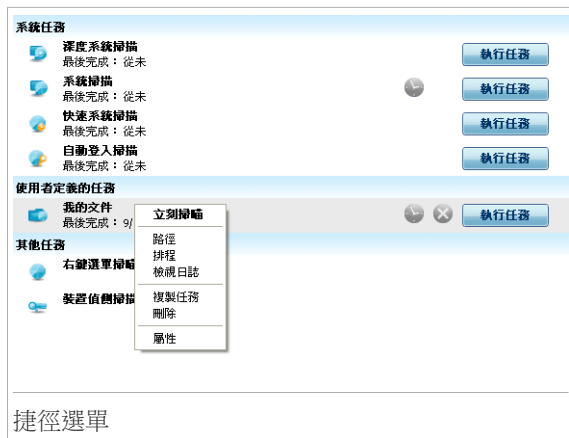 系統任務
深度系統掃描
最後完成：從未
執行任務
系統掃描
最後完成：從未
執行任務
快速系統掃描
最後完成：從未
執行任務
自動登入掃描
最後完成：從未
執行任務
使用者定義的任務
我的文件
最後完成：9/
執行任務
立刻掃瞄
路徑
排程
檢視日誌
複製任務
刪除
屬性
其他任務
右鍵選單掃瞄
裝置偵側掃描
捷徑選單